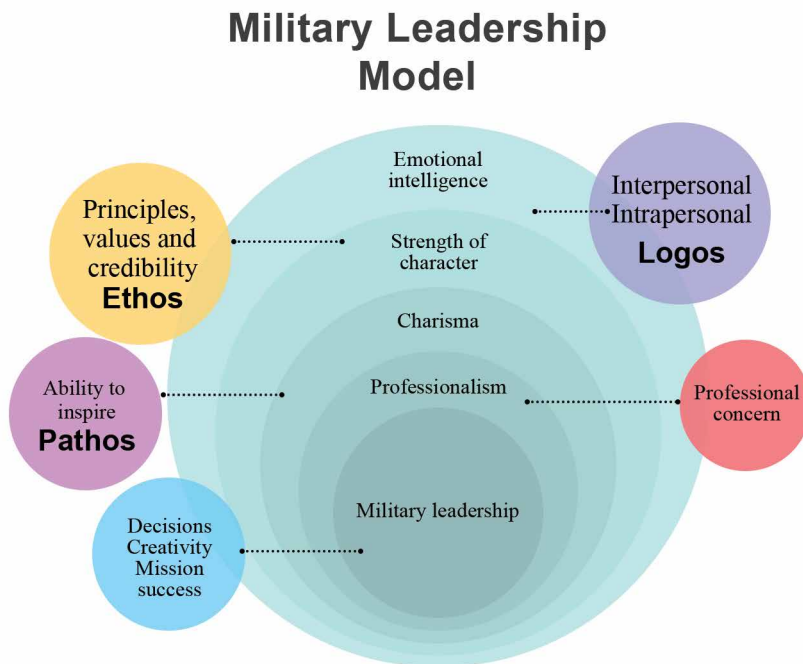 Military Leadership
Model
Emotional
intelligence
Interpersonal
Intrapersonal
Logos
Principles,
values and
credibility
Ethos
Strength of
character
Charisma
Ability to
inspire
Pathos
Professionalism
Professional
concern
Military leadership
Decisions
Creativity
Mission
success